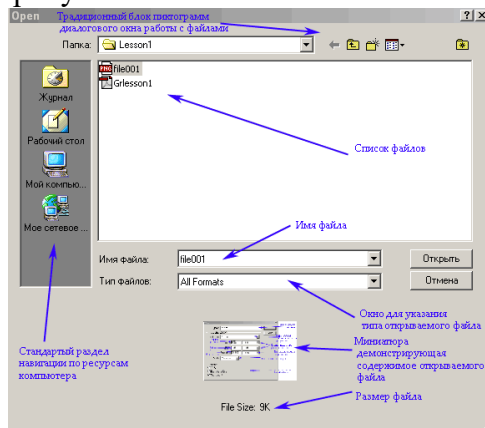 Open
Традиционный блок пиктограмм
диалогового окна работы с файлами
Папка: Lesson1
file001
Grlesson1
Журнал
Рабочий стол
Мой компью...
Мое сетевое ...
Список файлов
Имя файла
Имя файла: file001 Открыть
Тип файлов: All Formats Отмена
Окно для указания
типа открываемого файла
Стандартый раздел
навигации по ресурсам
компьютера
Миниатюра
демонстрирующая
содержимое открываемого
файла
Размер файла
File Size: 9K